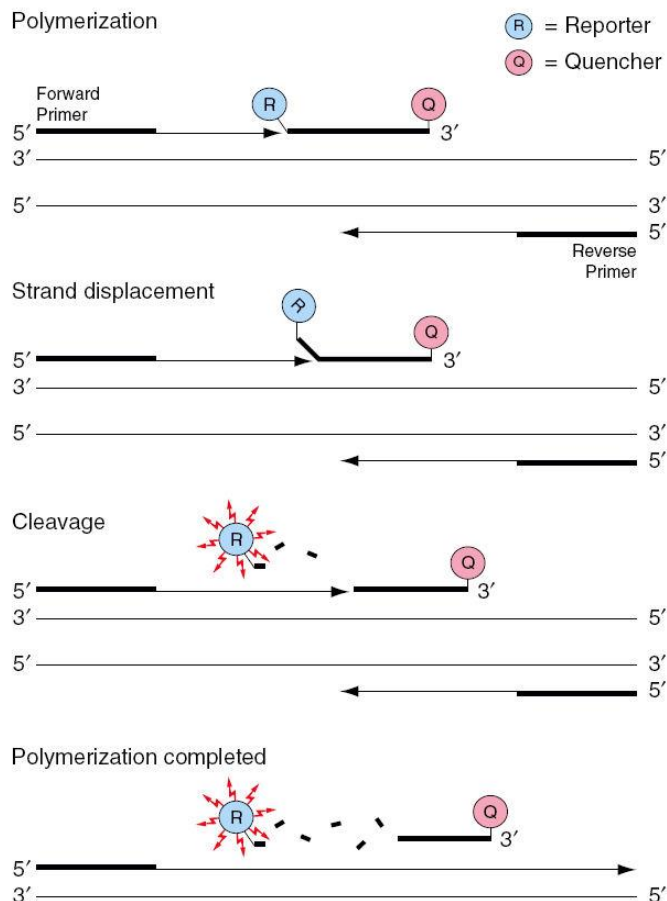 Polymerization
R = Reporter
Q = Quencher
Forward
Primer
R
Q
5′ 3′
3′ 5′
5′ 3′
5′
Reverse
Primer
Strand displacement
R
Q
5′ 3′
3′ 5′
5′ 3′
5′
Cleavage
R
Q
5′ 3′
3′ 5′
5′ 3′
5′
Polymerization completed
R
Q
3′
5′
3′ 5′